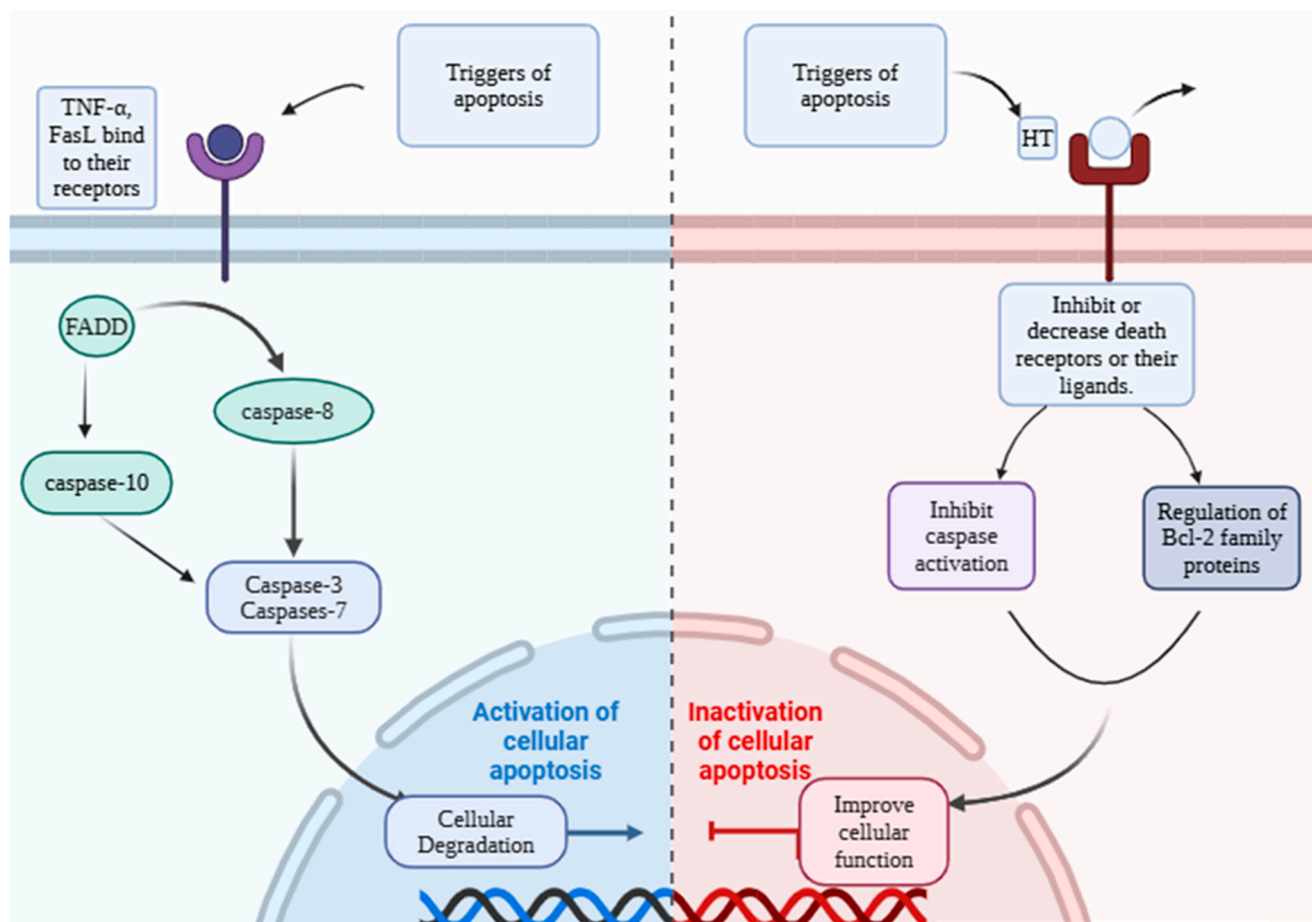 Triggers of
apoptosis
TNF-α,
FasL bind
to their
receptors
FADD
caspase-8
caspase-10
Caspase-3
Caspases-7
Activation of
cellular
apoptosis
Cellular
Degradation
Triggers of
apoptosis
HT
Inhibit or
decrease death
receptors or their
ligands.
Inhibit
caspase
activation
Regulation of
Bcl-2 family
proteins
Inactivation
of cellular
apoptosis
Improve
cellular
function